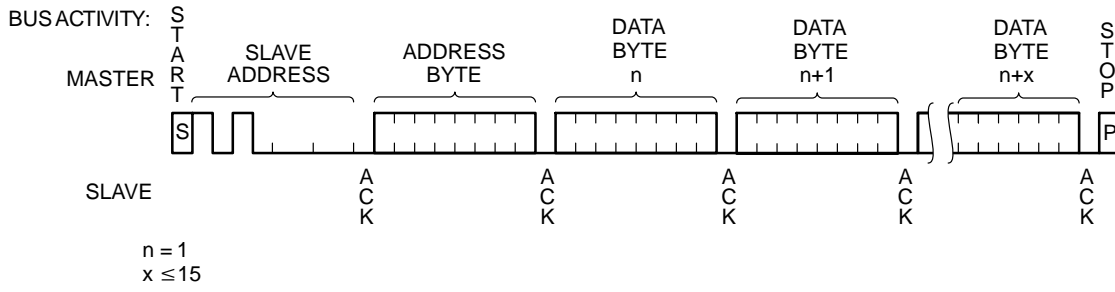 BUS ACTIVITY:
START
MASTER
SLAVE
ADDRESS
ADDRESS
BYTE
DATA
BYTE
n
DATA
BYTE
n+1
DATA
BYTE
n+x
STOP
S
P
SLAVE
ACK
ACK
ACK
ACK
ACK
n = 1
x ≤ 15